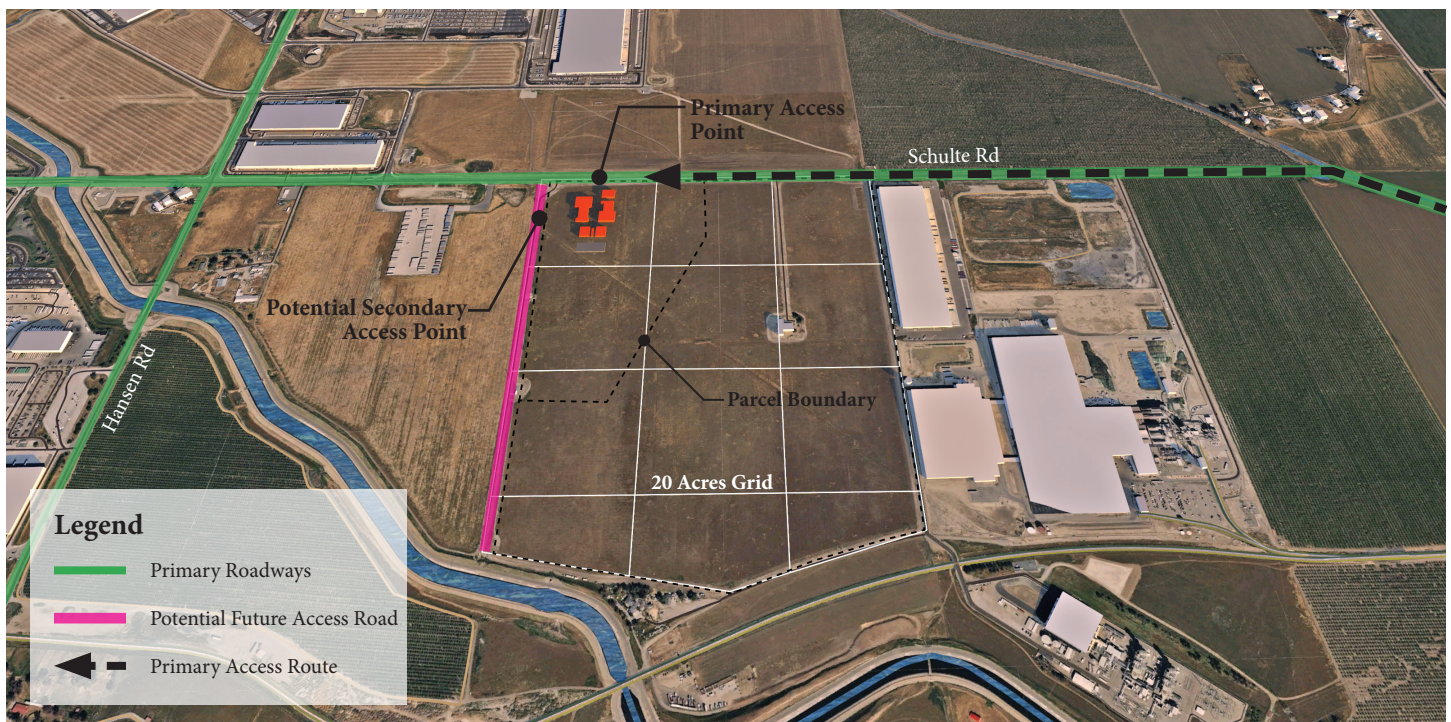 Primary Access
Point
Schulte Rd
Potential Secondary
Access Point
Hansen Rd
Parcel Boundary
20 Acres Grid
Legend
Primary Roadways
Potential Future Access Road
Primary Access Route